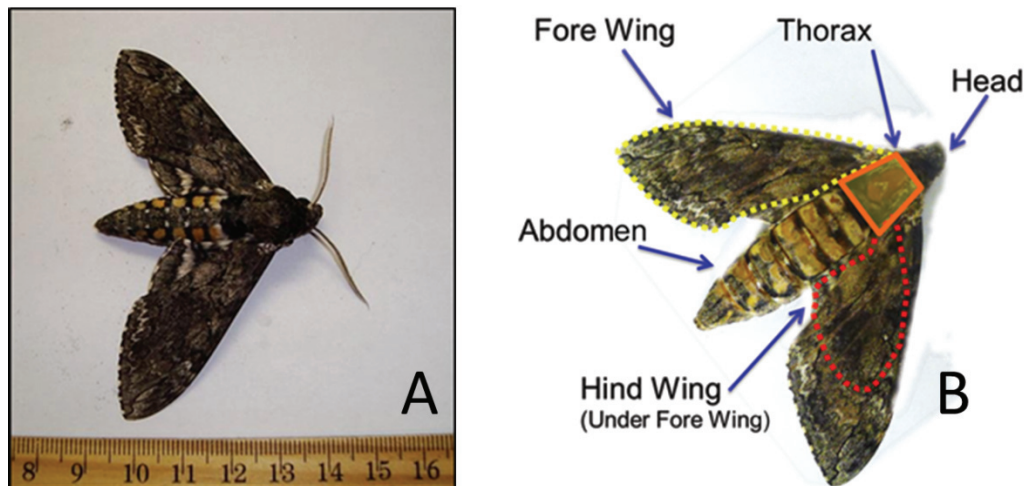 Fore Wing
Thorax
Head
Abdomen
Hind Wing
(Under Fore Wing)
A
B
8 9 10 11 12 13 14 15 16